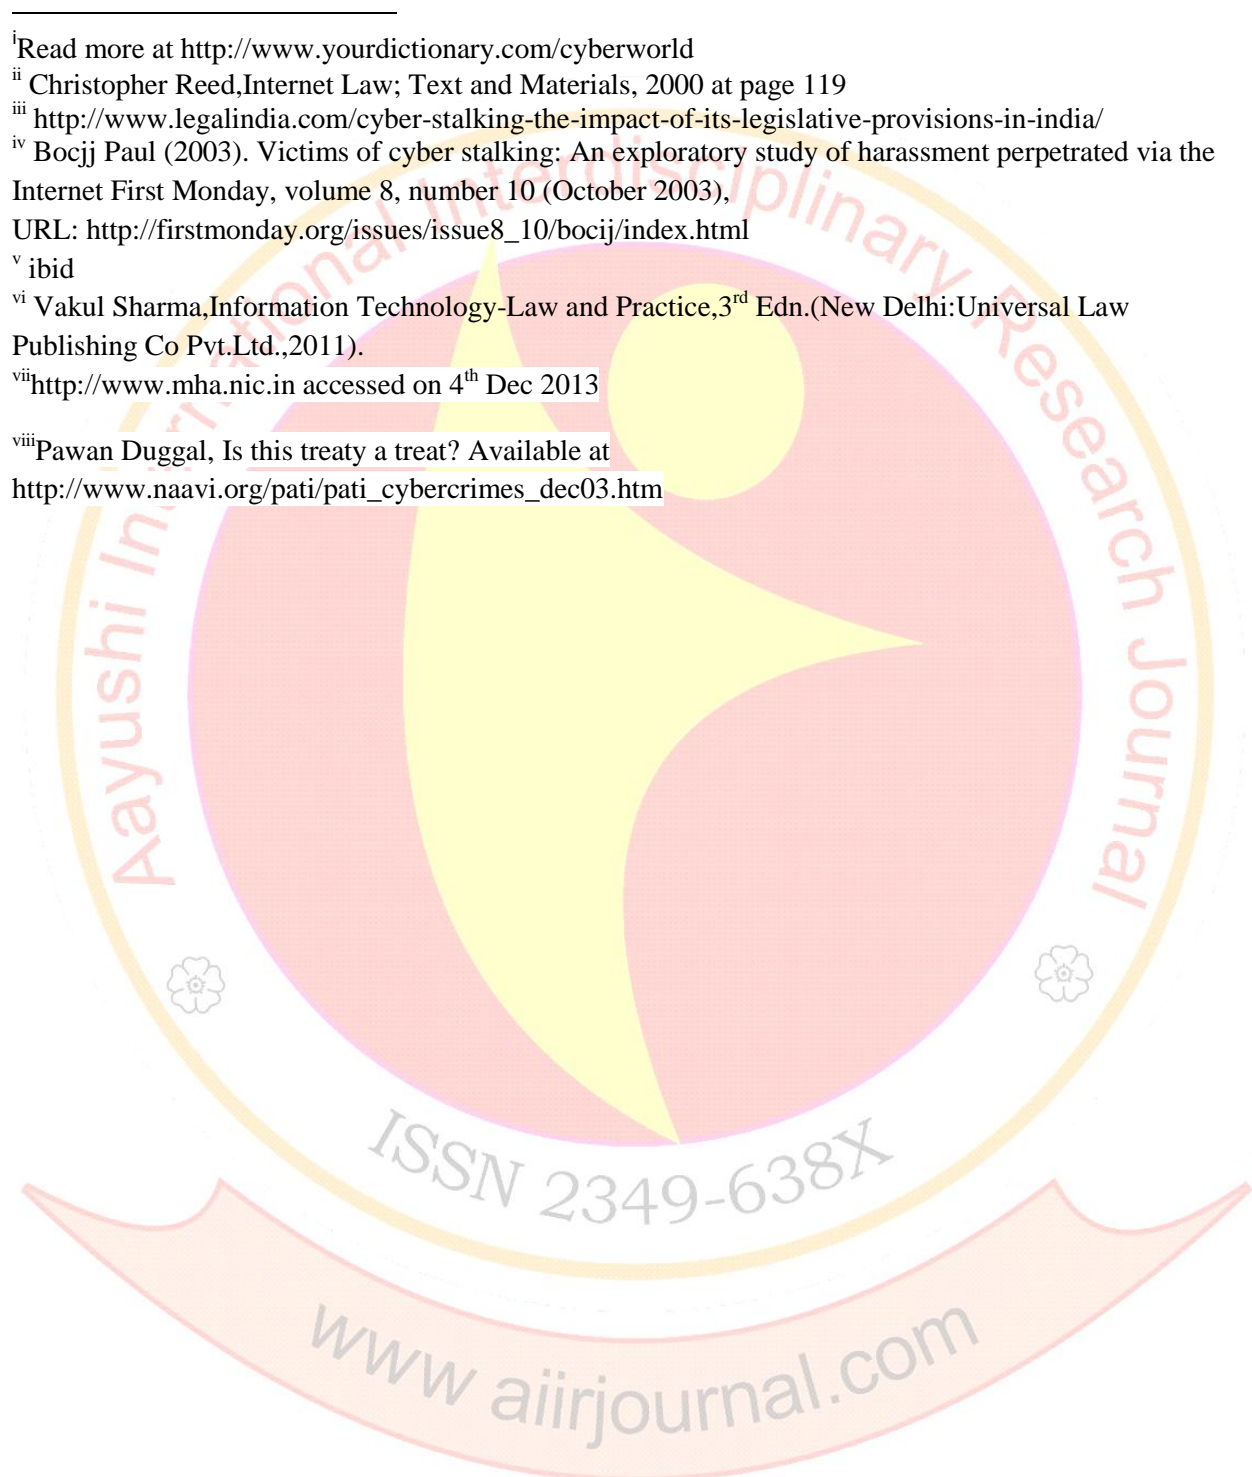 iRead more at http://www.yourdictionary.com/cyberworld
ii Christopher Reed,Internet Law; Text and Materials, 2000 at page 119
iii http://www.legalindia.com/cyber-stalking-the-impact-of-its-legislative-provisions-in-india/
iv Bocjj Paul (2003). Victims of cyber stalking: An exploratory study of harassment perpetrated via the
Internet First Monday, volume 8, number 10 (October 2003),
URL: http://firstmonday.org/issues/issue8_10/bocij/index.html
v ibid
vi Vakul Sharma,Information Technology-Law and Practice,3rd Edn.(New Delhi:Universal Law
Publishing Co Pvt.Ltd.,2011).
viihttp://www.mha.nic.in accessed on 4th Dec 2013
viiiPawan Duggal, Is this treaty a treat? Available at
http://www.naavi.org/pati/pati_cybercrimes_dec03.htm
Aayushi International Interdisciplinary Research Journal
ISSN 2349-638X
www aiirjournal.com